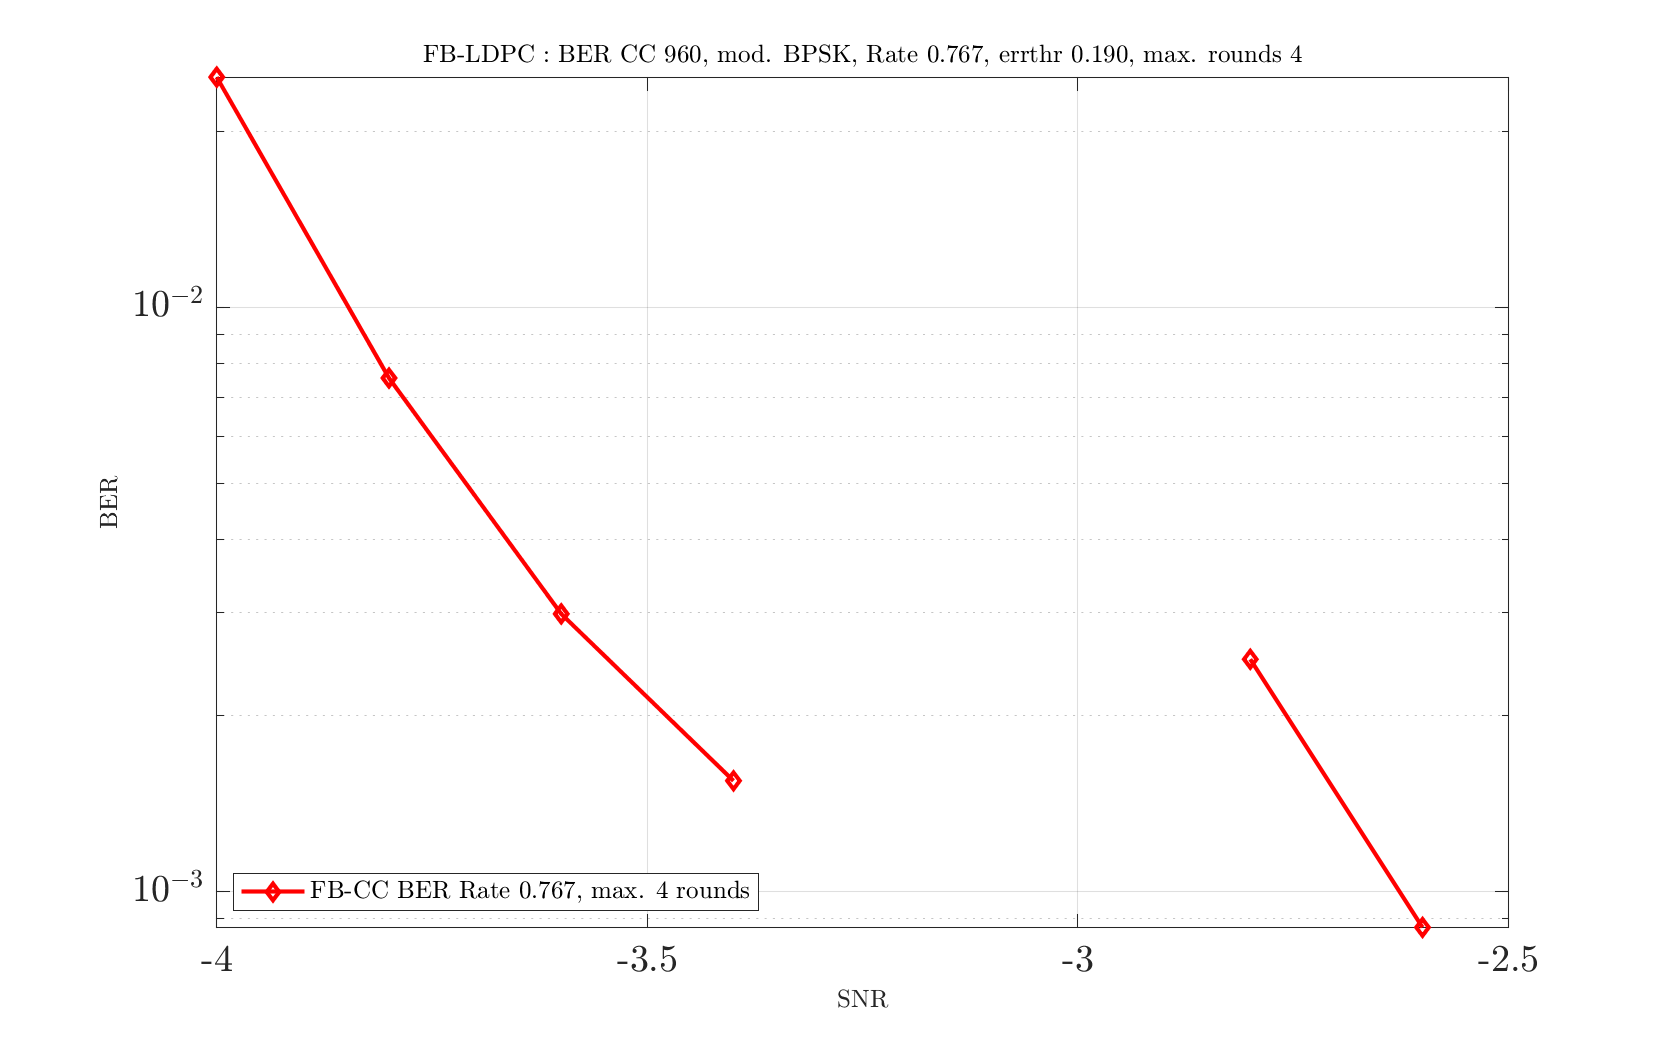 FB-LDPC : BER CC 960, mod. BPSK, Rate 0.767, errthr 0.190, max. rounds 4
10⁻²
BER
10⁻³
FB-CC BER Rate 0.767, max. 4 rounds
-4 -3.5 -3 -2.5
SNR